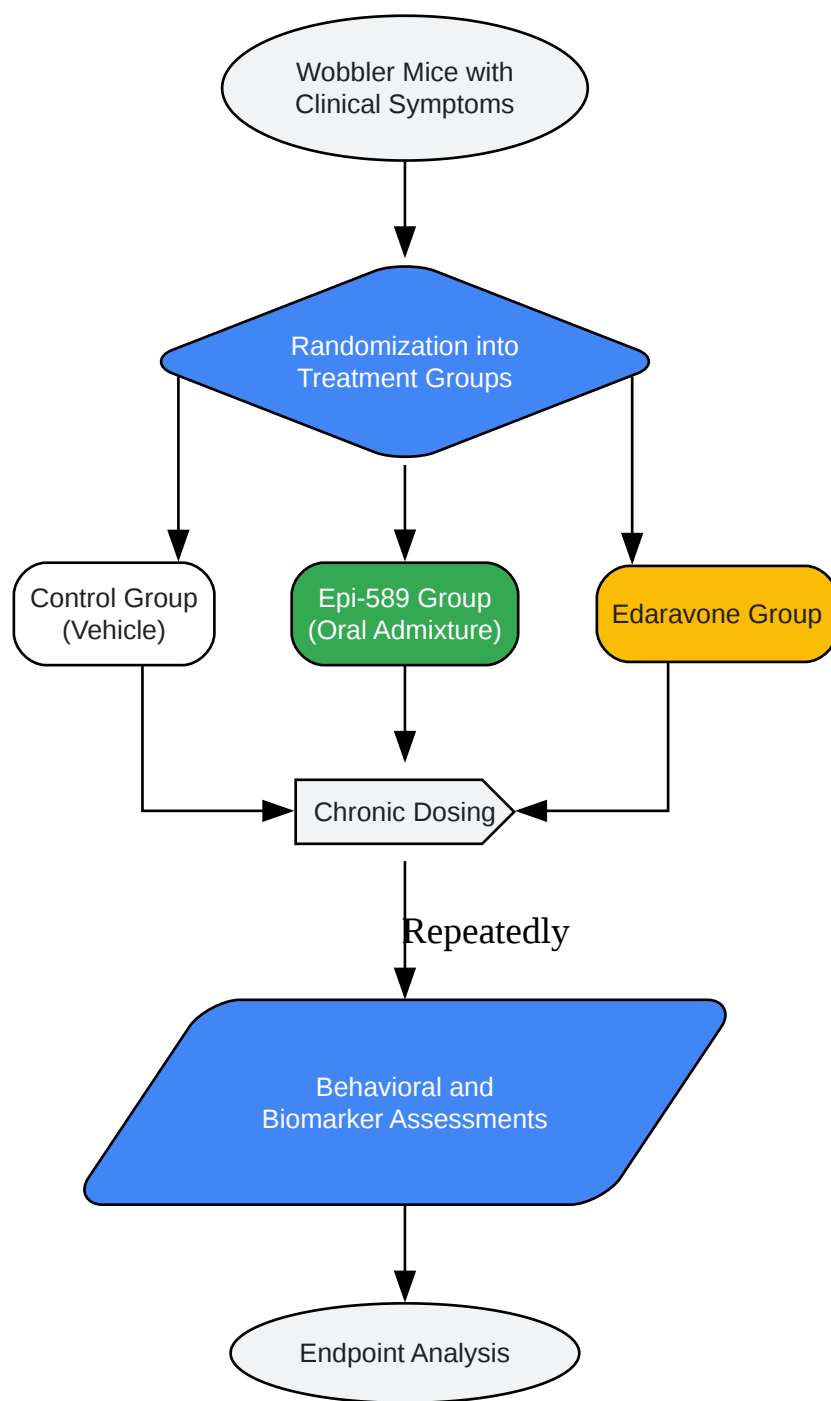 Wobbler Mice with
Clinical Symptoms
Randomization into
Treatment Groups
Control Group
(Vehicle)
Epi-589 Group
(Oral Admixture)
Edaravone Group
Chronic Dosing
Repeatedly
Behavioral and
Biomarker Assessments
Endpoint Analysis